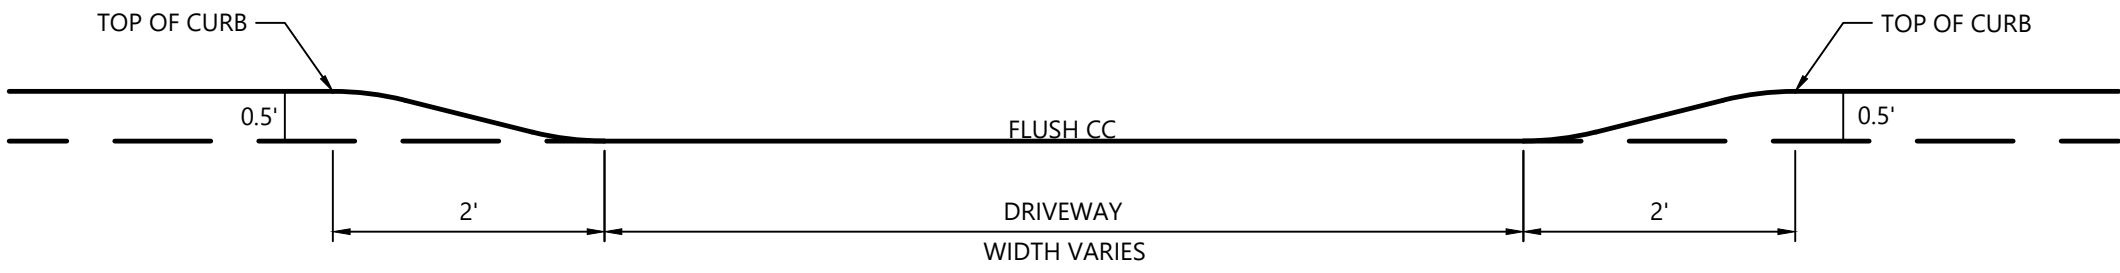 TOP OF CURB
TOP OF CURB
0.5'
0.5'
FLUSH CC
2'
DRIVEWAY
2'
WIDTH VARIES